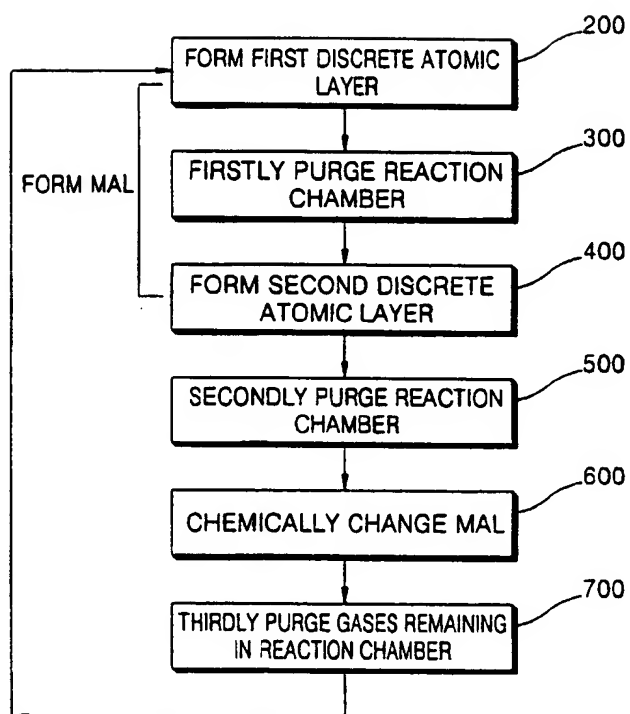 200
FORM FIRST DISCRETE ATOMIC
LAYER
300
FORM MAL
FIRSTLY PURGE REACTION
CHAMBER
400
FORM SECOND DISCRETE
ATOMIC LAYER
500
SECONDLY PURGE REACTION
CHAMBER
600
CHEMICALLY CHANGE MAL
700
THIRDLY PURGE GASES REMAINING
IN REACTION CHAMBER